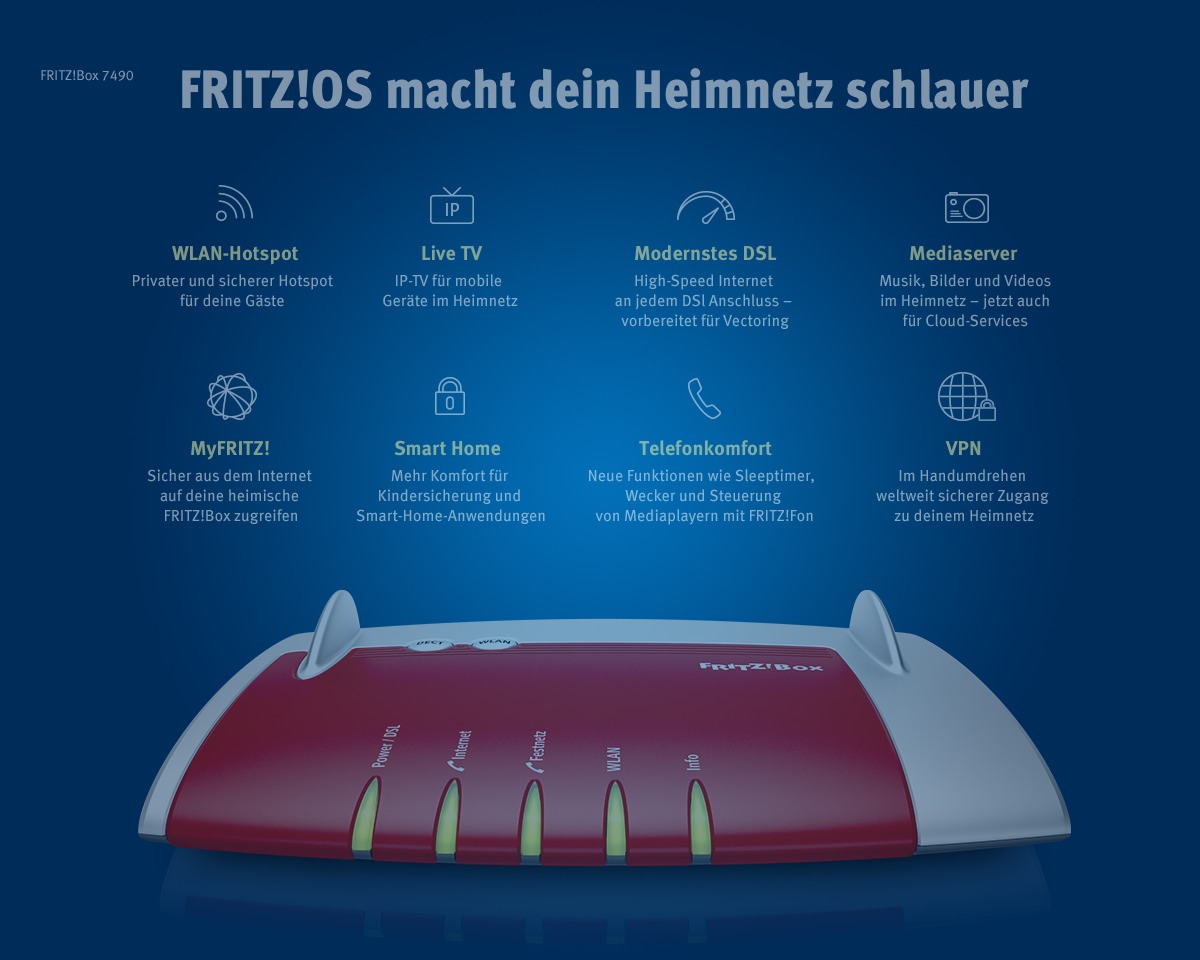 FRITZ!Box 7490
FRITZ!OS macht dein Heimnetz schlauer
IP
WLAN-Hotspot
Privater und sicherer Hotspot
für deine Gäste
Live TV
IP-TV für mobile
Geräte im Heimnetz
Modernstes DSL
High-Speed Internet
an jedem DSl Anschluss –
vorbereitet für Vectoring
Mediaserver
Musik, Bilder und Videos
im Heimnetz – jetzt auch
für Cloud-Services
MyFRITZ!
Sicher aus dem Internet
auf deine heimische
FRITZ!Box zugreifen
Smart Home
Mehr Komfort für
Kindersicherung und
Smart-Home-Anwendungen
Telefonkomfort
Neue Funktionen wie Sleeptimer,
Wecker und Steuerung
von Mediaplayern mit FRITZ!Fon
VPN
Im Handumdrehen
weltweit sicherer Zugang
zu deinem Heimnetz
DECT
WLAN
FRITZ!BOX
Power / DSL
Internet
Festnetz
WLAN
Info